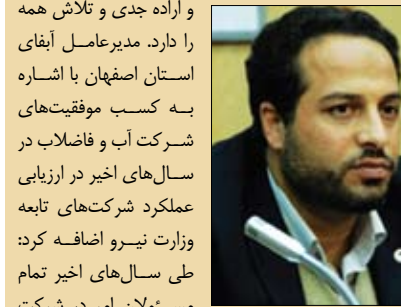 و اراده جدی و تلاش همه
را دارد. مدیرعامل آبفای
استان اصفهان با اشاره
به کسب موفقیت‌های
شرکت آب و فاضلاب در
سال‌های اخیر در ارزیابی
عملکرد شرکت‌های تابعه
وزارت نیرو اضافه کرد:
طی سال‌های اخیر تمام